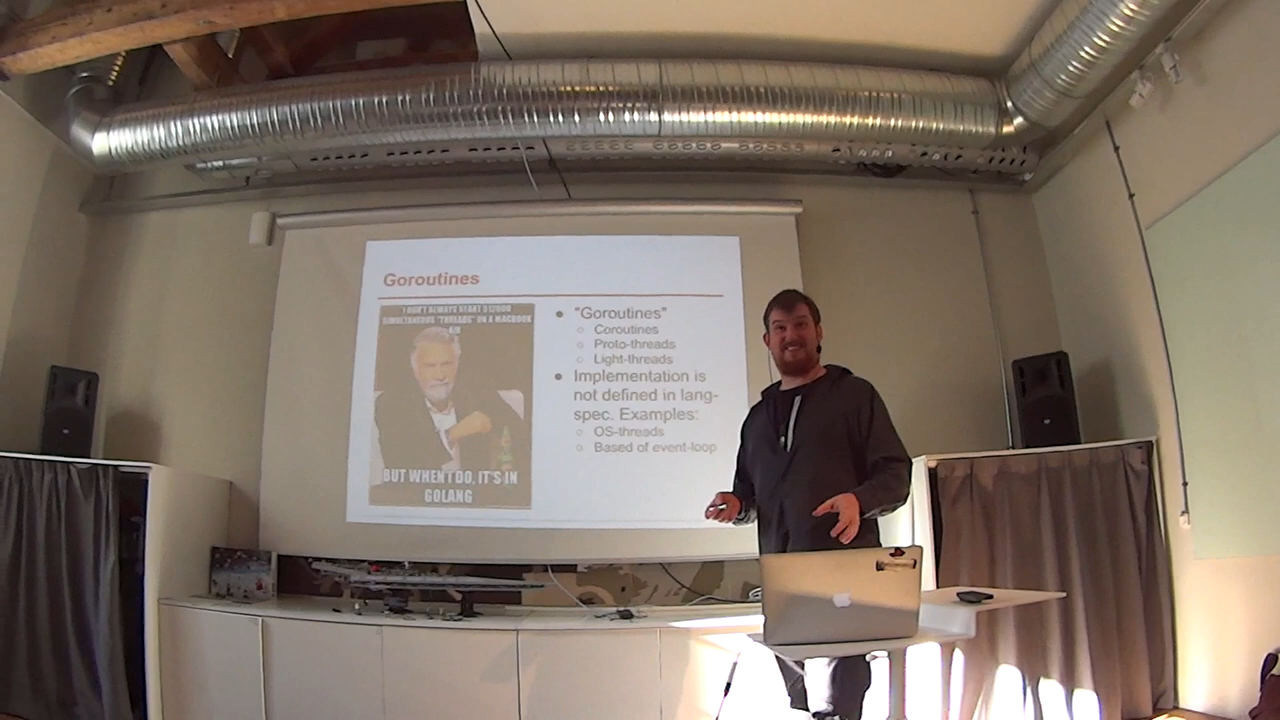 Goroutines
I DON'T ALWAYS START
SIMULTANEOUS "THREADS" ON A MACBOOK
AIR
BUT WHEN I DO, IT'S IN
GOLANG
● "Goroutines"
○ Coroutines
○ Proto-threads
○ Light-threads
● Implementation is
not defined in lang-
spec. Examples:
○ OS-threads
○ Based of event-loop